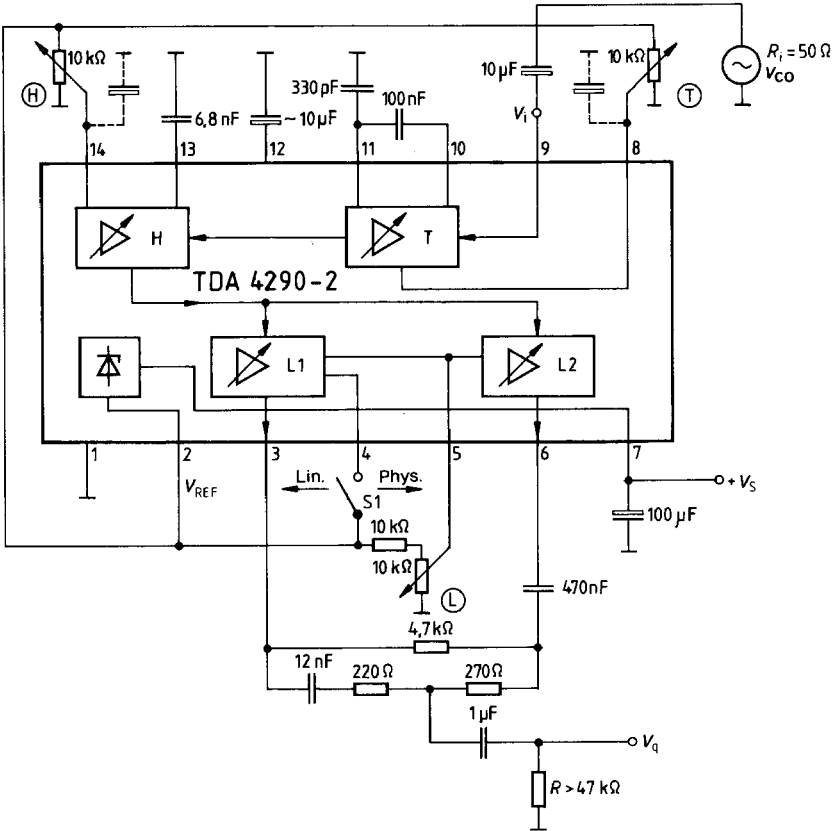 10 kΩ
H
6,8 nF
~10 µF
330 pF
100 nF
10 µF
Vi
10 kΩ
T
Ri = 50 Ω
vCO
14 13 12 11 10 9 8
H
T
TDA 4290-2
L1
L2
1 2 3 4 5 6 7
VREF
Lin. Phys.
S1
+ VS
100 µF
10 kΩ
10 kΩ
L
470 nF
4,7 kΩ
12 nF
220 Ω
270 Ω
1 µF
Vq
R > 47 kΩ